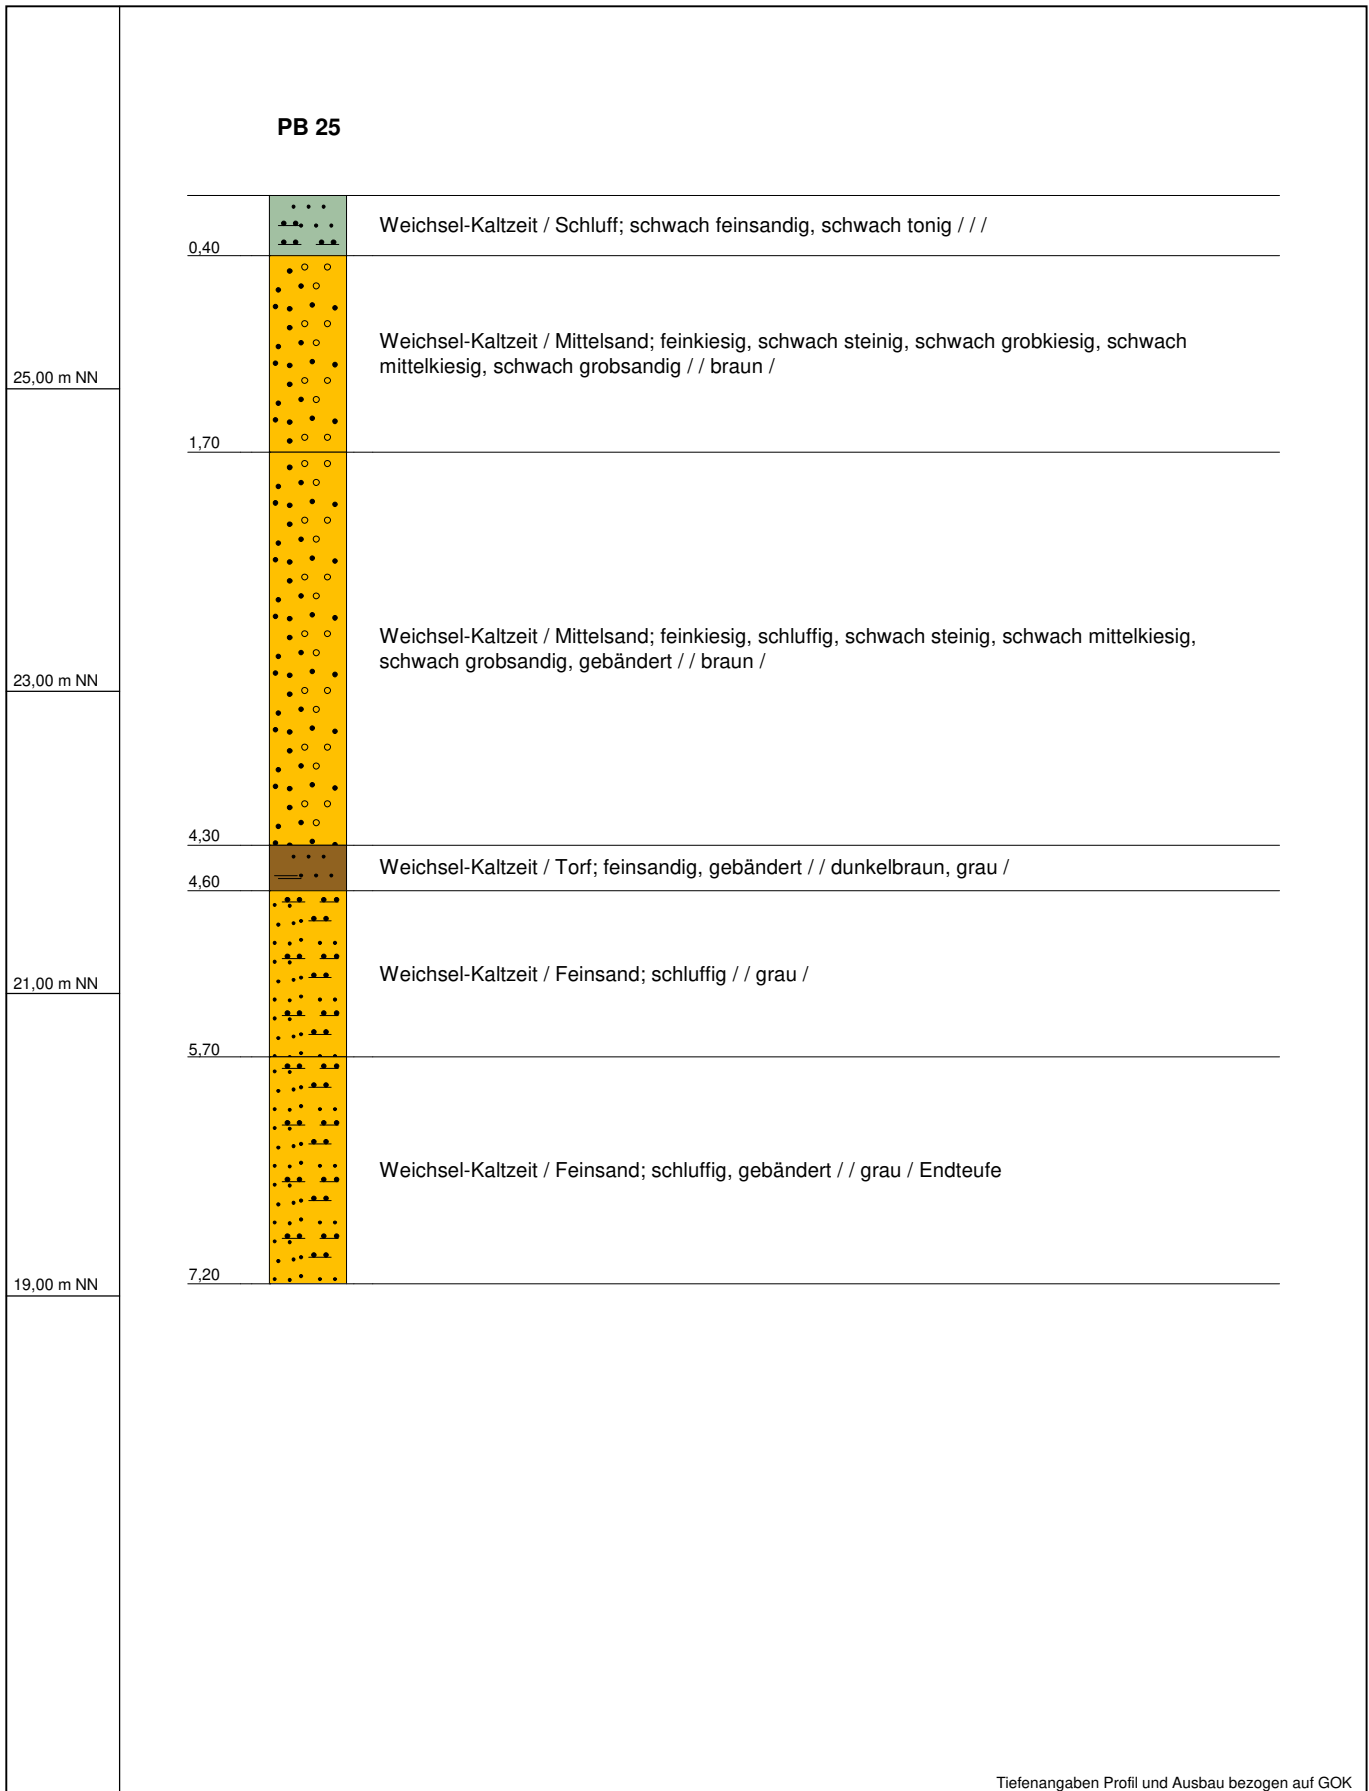 PB 25
Weichsel-Kaltzeit / Schluff; schwach feinsandig, schwach tonig / / /
0,40
Weichsel-Kaltzeit / Mittelsand; feinkiesig, schwach steinig, schwach grobkiesig, schwach
mittelkiesig, schwach grobsandig / / braun /
25,00 m NN
1,70
Weichsel-Kaltzeit / Mittelsand; feinkiesig, schluffig, schwach steinig, schwach mittelkiesig,
schwach grobsandig, gebändert / / braun /
23,00 m NN
4,30
Weichsel-Kaltzeit / Torf; feinsandig, gebändert / / dunkelbraun, grau /
4,60
Weichsel-Kaltzeit / Feinsand; schluffig / / grau /
21,00 m NN
5,70
Weichsel-Kaltzeit / Feinsand; schluffig, gebändert / / grau / Endteufe
7,20
19,00 m NN
Tiefenangaben Profil und Ausbau bezogen auf GOK